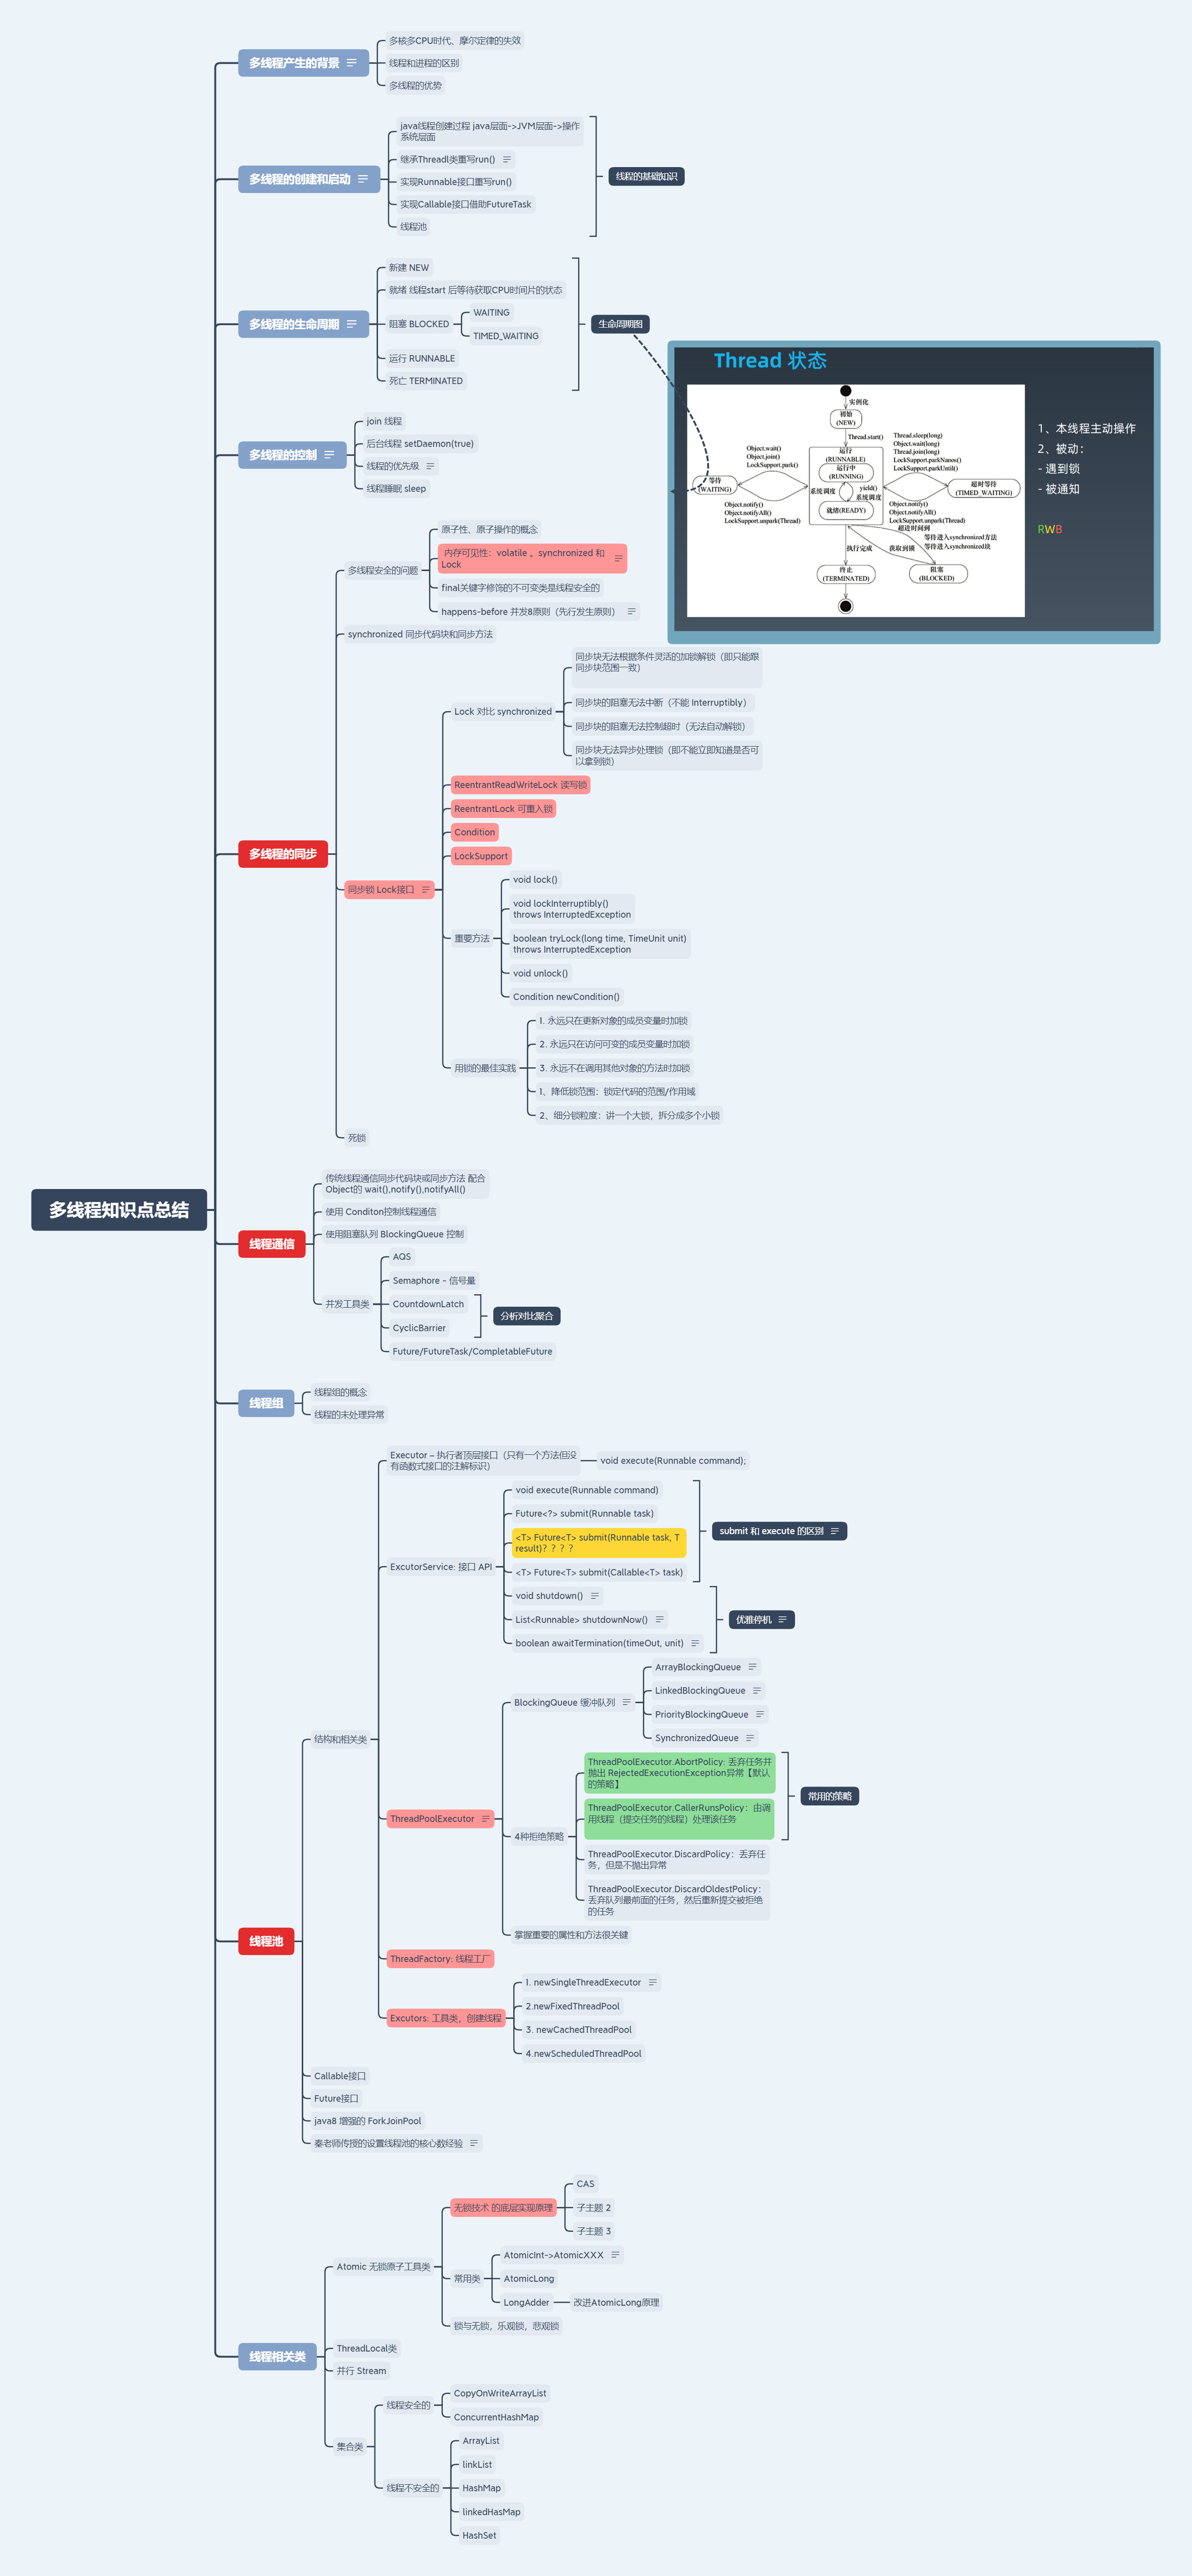 多线程知识点总结
多线程产生的背景
多核多CPU时代、摩尔定律的失效
线程和进程的区别
多线程的优势
多线程的创建和启动
java线程创建过程 java层面->JVM层面->操作
系统层面
继承Threadl类重写run()
实现Runnable接口重写run()
实现Callable接口借助FutureTask
线程池
线程的基础知识
多线程的生命周期
新建 NEW
就绪 线程start 后等待获取CPU时间片的状态
阻塞 BLOCKED
WAITING
TIMED_WAITING
运行 RUNNABLE
死亡 TERMINATED
生命周期图
Thread 状态
实例化
初始
(NEW)
Thread.start()
Object.wait()
Object.join()
LockSupport.park()
运行
(RUNNABLE)
运行中
(RUNNING)
Thread.sleep(long)
Object.wait(long)
Thread.join(long)
LockSupport.parkNanos()
LockSupport.parkUntil()
等待
(WAITING)
系统调度
yield()
系统调度
超时等待
(TIMED_WAITING)
就绪(READY)
Object.notify()
Object.notifyAll()
LockSupport.unpark(Thread)
Object.notify()
Object.notifyAll()
LockSupport.unpark(Thread)
超过时间到
等待进入synchronized方法
等待进入synchronized块
执行完成
获取到锁
终止
(TERMINATED)
阻塞
(BLOCKED)
1、本线程主动操作
2、被动：
- 遇到锁
- 被通知
RWB
多线程的控制
join 线程
后台线程 setDaemon(true)
线程的优先级
线程睡眠 sleep
多线程的同步
多线程安全的问题
原子性、原子操作的概念
内存可见性：volatile 。synchronized 和
Lock
final关键字修饰的不可变类是线程安全的
happens-before 并发8原则（先行发生原则）
synchronized 同步代码块和同步方法
同步锁 Lock接口
Lock 对比 synchronized
同步块无法根据条件灵活的加锁解锁（即只能跟
同步块范围一致）
同步块的阻塞无法中断（不能 Interruptibly）
同步块的阻塞无法控制超时（无法自动解锁）
同步块无法异步处理锁（即不能立即知道是否可
以拿到锁）
ReentrantReadWriteLock 读写锁
ReentrantLock 可重入锁
Condition
LockSupport
重要方法
void lock()
void lockInterruptibly()
throws InterruptedException
boolean tryLock(long time, TimeUnit unit)
throws InterruptedException
void unlock()
Condition newCondition()
用锁的最佳实践
1. 永远只在更新对象的成员变量时加锁
2. 永远只在访问可变的成员变量时加锁
3. 永远不在调用其他对象的方法时加锁
1、降低锁范围：锁定代码的范围/作用域
2、细分锁粒度：讲一个大锁，拆分成多个小锁
死锁
线程通信
传统线程通信同步代码块或同步方法 配合
Object的 wait(),notify(),notifyAll()
使用 Conditon控制线程通信
使用阻塞队列 BlockingQueue 控制
并发工具类
AQS
Semaphore - 信号量
CountdownLatch
CyclicBarrier
分析对比聚合
Future/FutureTask/CompletableFuture
线程组
线程组的概念
线程的未处理异常
线程池
结构和相关类
Executor – 执行者顶层接口（只有一个方法但没
有函数式接口的注解标识）
void execute(Runnable command);
ExcutorService: 接口 API
void execute(Runnable command)
Future<?> submit(Runnable task)
<T> Future<T> submit(Runnable task, T
result)？？？？
<T> Future<T> submit(Callable<T> task)
submit 和 execute 的区别
void shutdown()
List<Runnable> shutdownNow()
boolean awaitTermination(timeOut, unit)
优雅停机
ThreadPoolExecutor
BlockingQueue 缓冲队列
ArrayBlockingQueue
LinkedBlockingQueue
PriorityBlockingQueue
SynchronizedQueue
4种拒绝策略
ThreadPoolExecutor.AbortPolicy: 丢弃任务并
抛出 RejectedExecutionException异常【默认
的策略】
ThreadPoolExecutor.CallerRunsPolicy：由调
用线程（提交任务的线程）处理该任务
常用的策略
ThreadPoolExecutor.DiscardPolicy：丢弃任
务，但是不抛出异常
ThreadPoolExecutor.DiscardOldestPolicy：
丢弃队列最前面的任务，然后重新提交被拒绝
的任务
掌握重要的属性和方法很关键
ThreadFactory: 线程工厂
Excutors: 工具类，创建线程
1. newSingleThreadExecutor
2.newFixedThreadPool
3. newCachedThreadPool
4.newScheduledThreadPool
Callable接口
Future接口
java8 增强的 ForkJoinPool
秦老师传授的设置线程池的核心数经验
线程相关类
Atomic 无锁原子工具类
无锁技术 的底层实现原理
CAS
子主题 2
子主题 3
常用类
AtomicInt->AtomicXXX
AtomicLong
LongAdder
改进AtomicLong原理
锁与无锁，乐观锁，悲观锁
ThreadLocal类
并行 Stream
集合类
线程安全的
CopyOnWriteArrayList
ConcurrentHashMap
线程不安全的
ArrayList
linkList
HashMap
linkedHasMap
HashSet